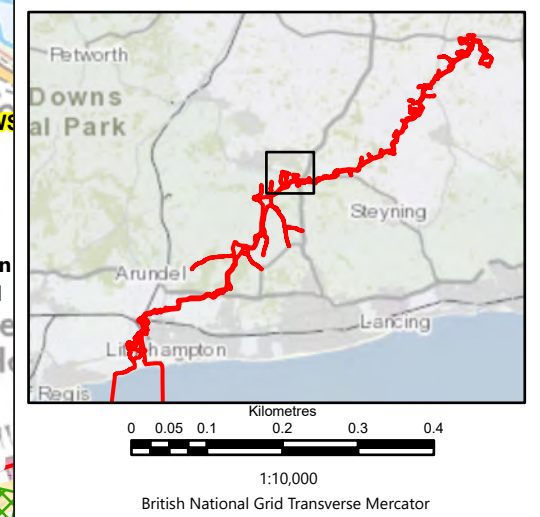 Petworth
Downs
al Park
Steyning
Arundel
Lancing
Littlehampton
Regis
Kilometres
0 0.05 0.1 0.2 0.3 0.4
1:10,000
British National Grid Transverse Mercator